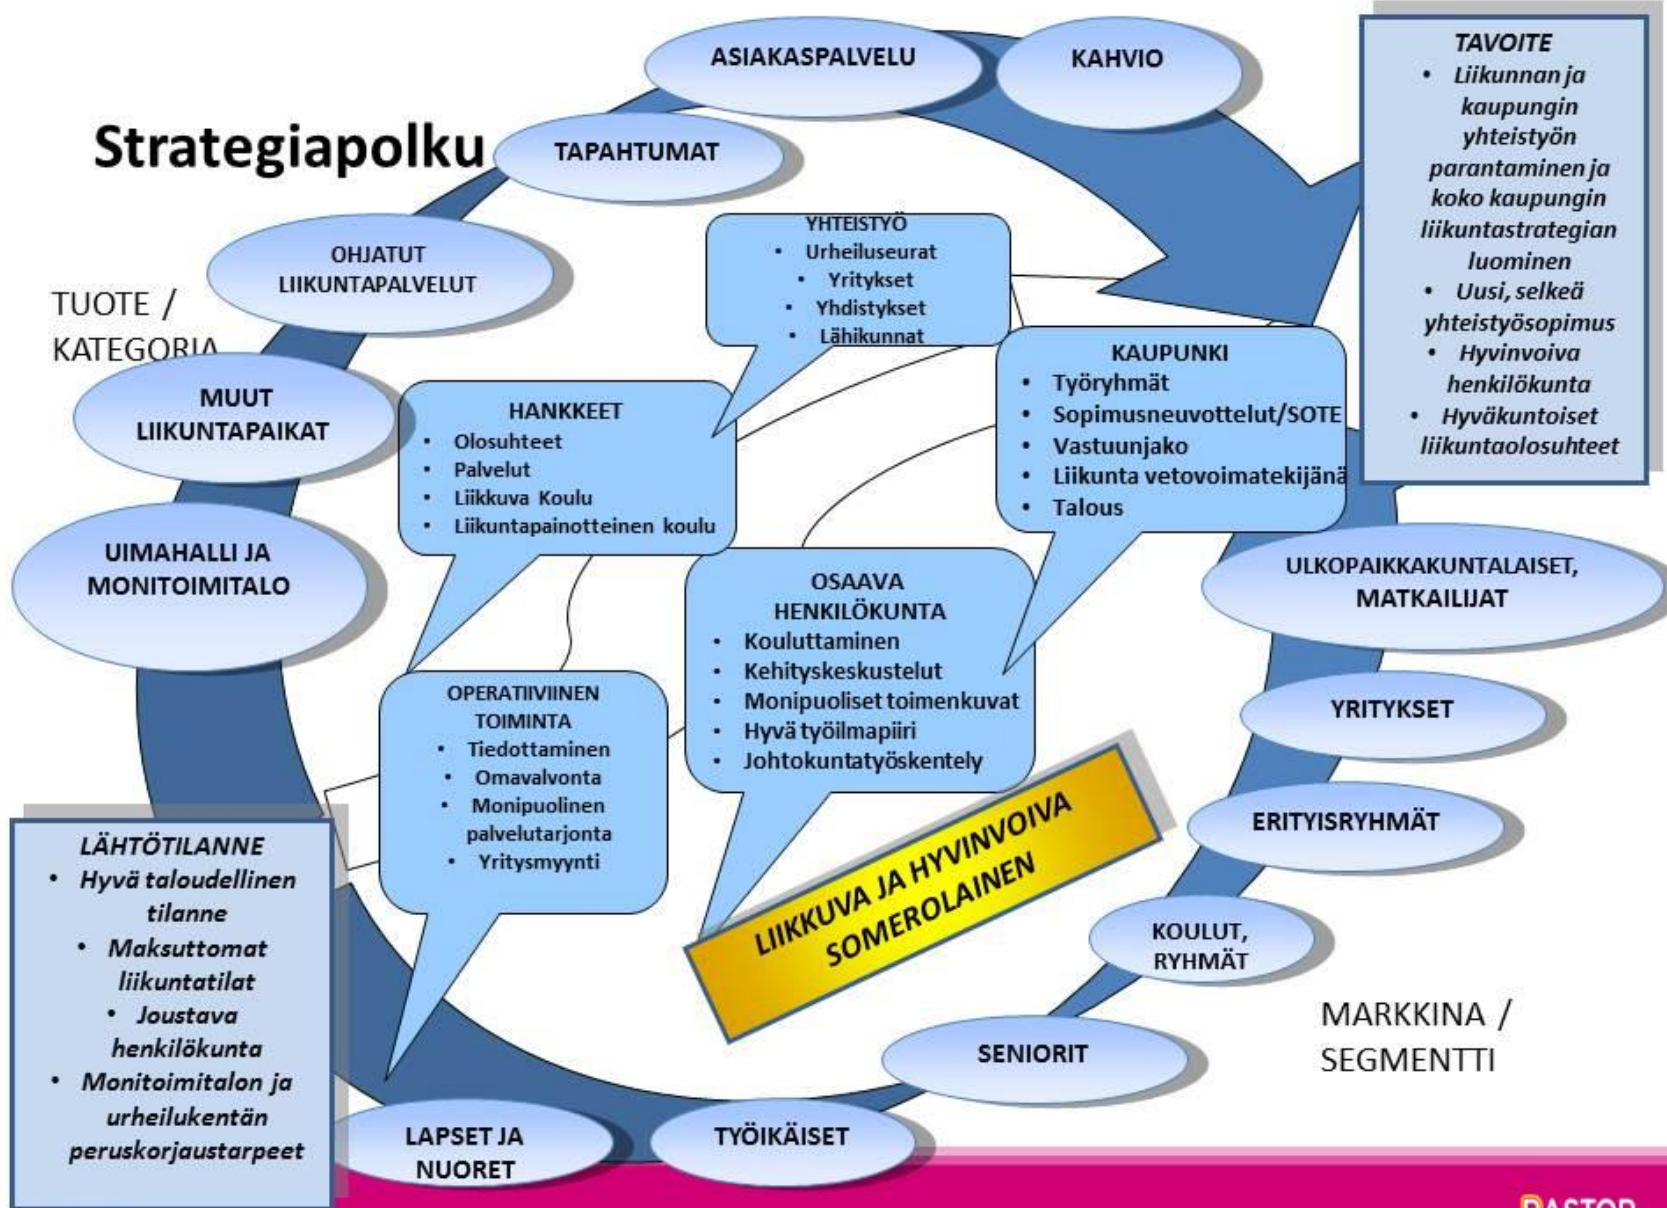 Strategiapolku
ASIAKASPALVELU
KAHVIO
TAPAHTUMAT
OHJATUT
LIIKUNTAPALVELUT
TUOTE /
KATEGORIA
MUUT
LIIKUNTAPAIKAT
UIMAHALLI JA
MONITOIMITALO
TAVOITE
• Liikunnan ja
kaupungin
yhteistyön
parantaminen ja
koko kaupungin
liikuntastrategian
luominen
• Uusi, selkeä
yhteistyösopimus
• Hyvinvoiva
henkilökunta
• Hyväkuntoiset
liikuntaolosuhteet
YHTEISTYÖ
• Urheiluseurat
• Yritykset
• Yhdistykset
• Lähikunnat
KAUPUNKI
• Työryhmät
• Sopimusneuvottelut/SOTE
• Vastuunjako
• Liikunta vetovoimatekijänä
• Talous
HANKKEET
• Olosuhteet
• Palvelut
• Liikkuva Koulu
• Liikuntapainotteinen koulu
OSAAVA
HENKILÖKUNTA
• Kouluttaminen
• Kehityskeskustelut
• Monipuoliset toimenkuvat
• Hyvä työilmapiiri
• Johtokuntatyöskentely
OPERATIIVIINEN
TOIMINTA
• Tiedottaminen
• Omavalvonta
• Monipuolinen
palvelutarjonta
• Yritysmyynti
LIIKKUVA JA HYVINVOIVA
SOMEROLAINEN
LÄHTÖTILANNE
• Hyvä taloudellinen
tilanne
• Maksuttomat
liikuntatilat
• Joustava
henkilökunta
• Monitoimitalon ja
urheilukentän
peruskorjaustarpeet
ULKOPAIKKAKUNTALAISET,
MATKAILIJAT
YRITYKSET
ERITYISRYHMÄT
KOULUT,
RYHMÄT
MARKKINA /
SEGMENTTI
SENIORIT
TYÖIKÄISET
LAPSET JA
NUORET